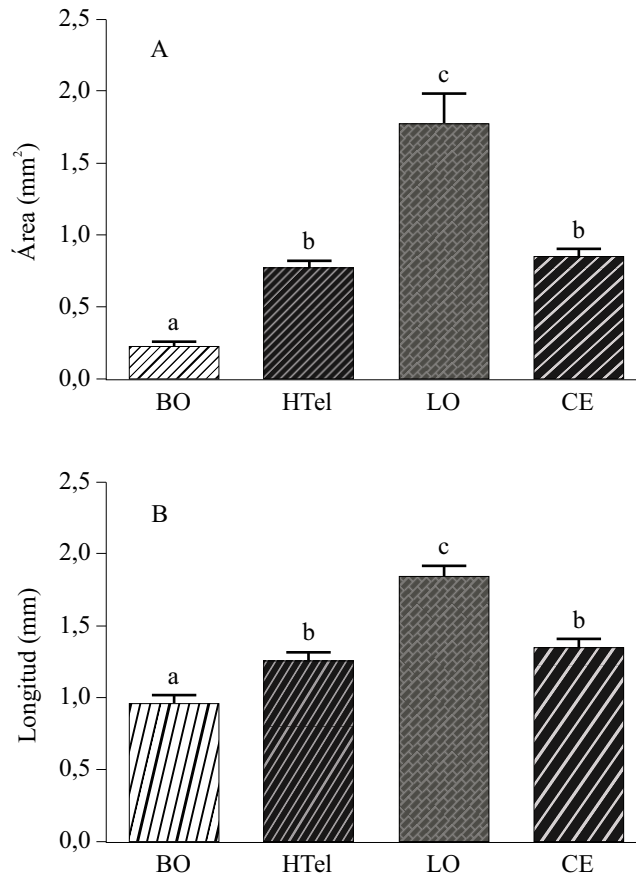 2,5
A
c
2,0
1,5
b
b
1,0
0,5
a
0,0
BO HTel LO CE
Área (mm²)
2,5
B
2,0
c
1,5
b
b
a
1,0
0,5
0,0
BO HTel LO CE
Longitud (mm)